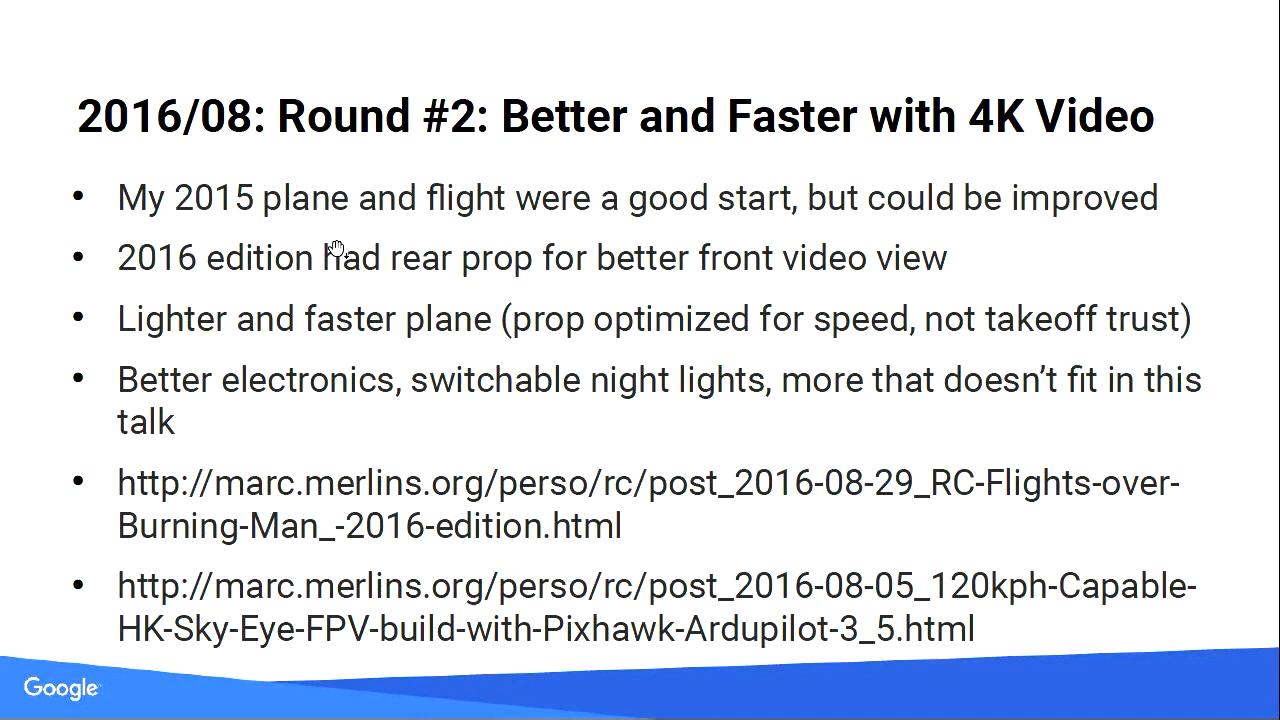 2016/08: Round #2: Better and Faster with 4K Video
• My 2015 plane and flight were a good start, but could be improved
• 2016 edition had rear prop for better front video view
• Lighter and faster plane (prop optimized for speed, not takeoff trust)
• Better electronics, switchable night lights, more that doesn’t fit in this
talk
• http://marc.merlins.org/perso/rc/post_2016-08-29_RC-Flights-over-
Burning-Man_-2016-edition.html
• http://marc.merlins.org/perso/rc/post_2016-08-05_120kph-Capable-
HK-Sky-Eye-FPV-build-with-Pixhawk-Ardupilot-3_5.html
Google